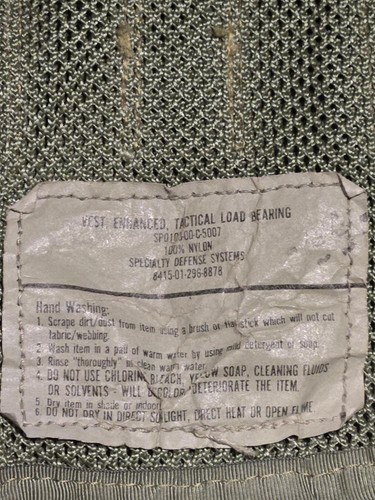 VEST, ENHANCED, TACTICAL LOAD BEARING
SPO10100-C-5007
100% NYLON
SPECIALTY DEFENSE SYSTEMS
8415-01-296-8878
Hand Washing:
1. Scrape dirt/dust from item using a brush or flat-stick which will not cut
fabric/webbing.
2. Wash item in a pail of warm water by using mild detergent or soap.
3. Rinse "thoroughly" in clean warm water.
4. DO NOT USE CHLORINE BLEACH, YELLOW SOAP, CLEANING FLUIDS
OR SOLVENTS - WILL DISCOLOR/DETERIORATE THE ITEM.
5. Dry item in shade or indoor.
6. DO NOT DRY IN DIRECT SUNLIGHT, DIRECT HEAT OR OPEN FLAME